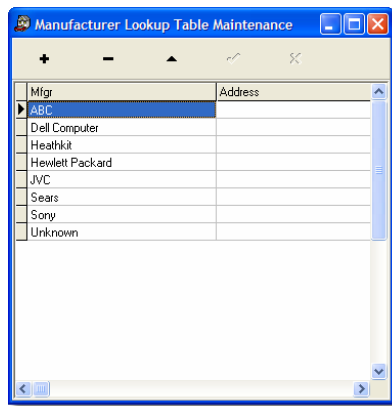 Manufacturer Lookup Table Maintenance
Mfgr Address
ABC
Dell Computer
Heathkit
Hewlett Packard
JVC
Sears
Sony
Unknown